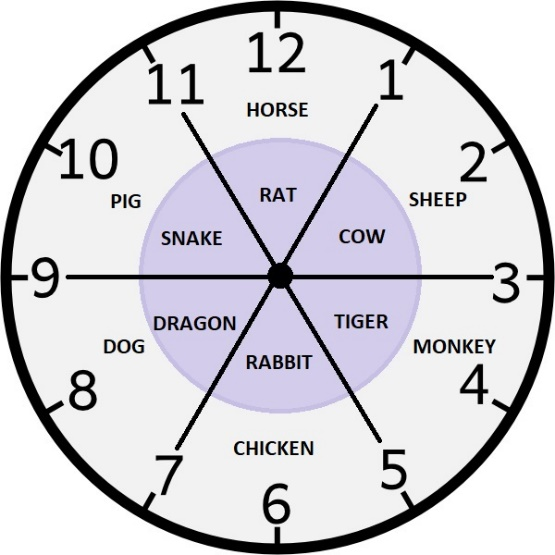 12
11
1
HORSE
10
2
PIG
RAT
SHEEP
SNAKE
COW
9
3
DRAGON
TIGER
DOG
RABBIT
MONKEY
8
4
CHICKEN
7
5
6